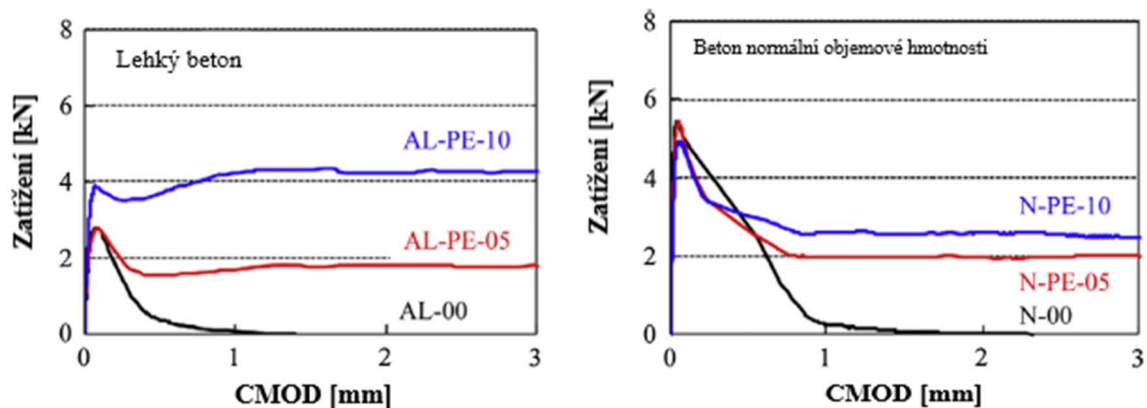 Lehký beton
Zatížení [kN]
8
6
4
2
0
AL-PE-10
AL-PE-05
AL-00
0 1 2 3
CMOD [mm]
Beton normální objemové hmotnosti
Zatížení [kN]
8
6
4
2
0
N-PE-10
N-PE-05
N-00
0 1 2 3
CMOD [mm]